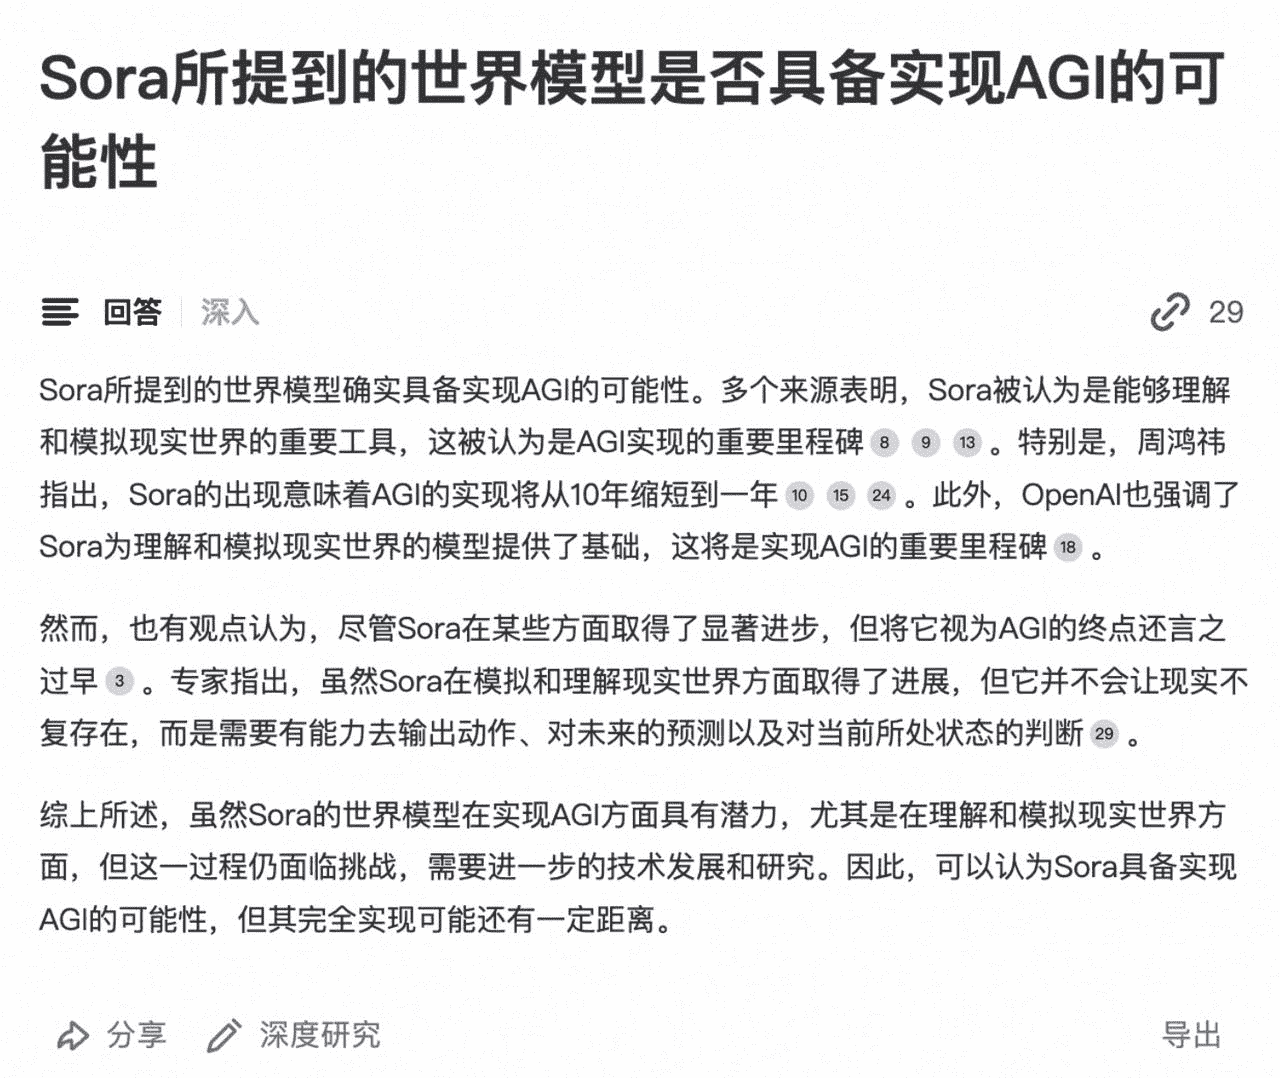 Sora所提到的世界模型是否具备实现AGI的可
能性
回答 深入 29
Sora所提到的世界模型确实具备实现AGI的可能性。多个来源表明，Sora被认为是能够理解
和模拟现实世界的重要工具，这被认为是AGI实现的重要里程碑 8 9 13 。特别是，周鸿祎
指出，Sora的出现意味着AGI的实现将从10年缩短到一年 10 15 24 。此外，OpenAI也强调了
Sora为理解和模拟现实世界的模型提供了基础，这将是实现AGI的重要里程碑 18 。
然而，也有观点认为，尽管Sora在某些方面取得了显著进步，但将它视为AGI的终点还言之
过早 3 。专家指出，虽然Sora在模拟和理解现实世界方面取得了进展，但它并不会让现实不
复存在，而是需要有能力去输出动作、对未来的预测以及对当前所处状态的判断 29 。
综上所述，虽然Sora的世界模型在实现AGI方面具有潜力，尤其是在理解和模拟现实世界方
面，但这一过程仍面临挑战，需要进一步的技术发展和研究。因此，可以认为Sora具备实现
AGI的可能性，但其完全实现可能还有一定距离。
分享 深度研究 导出